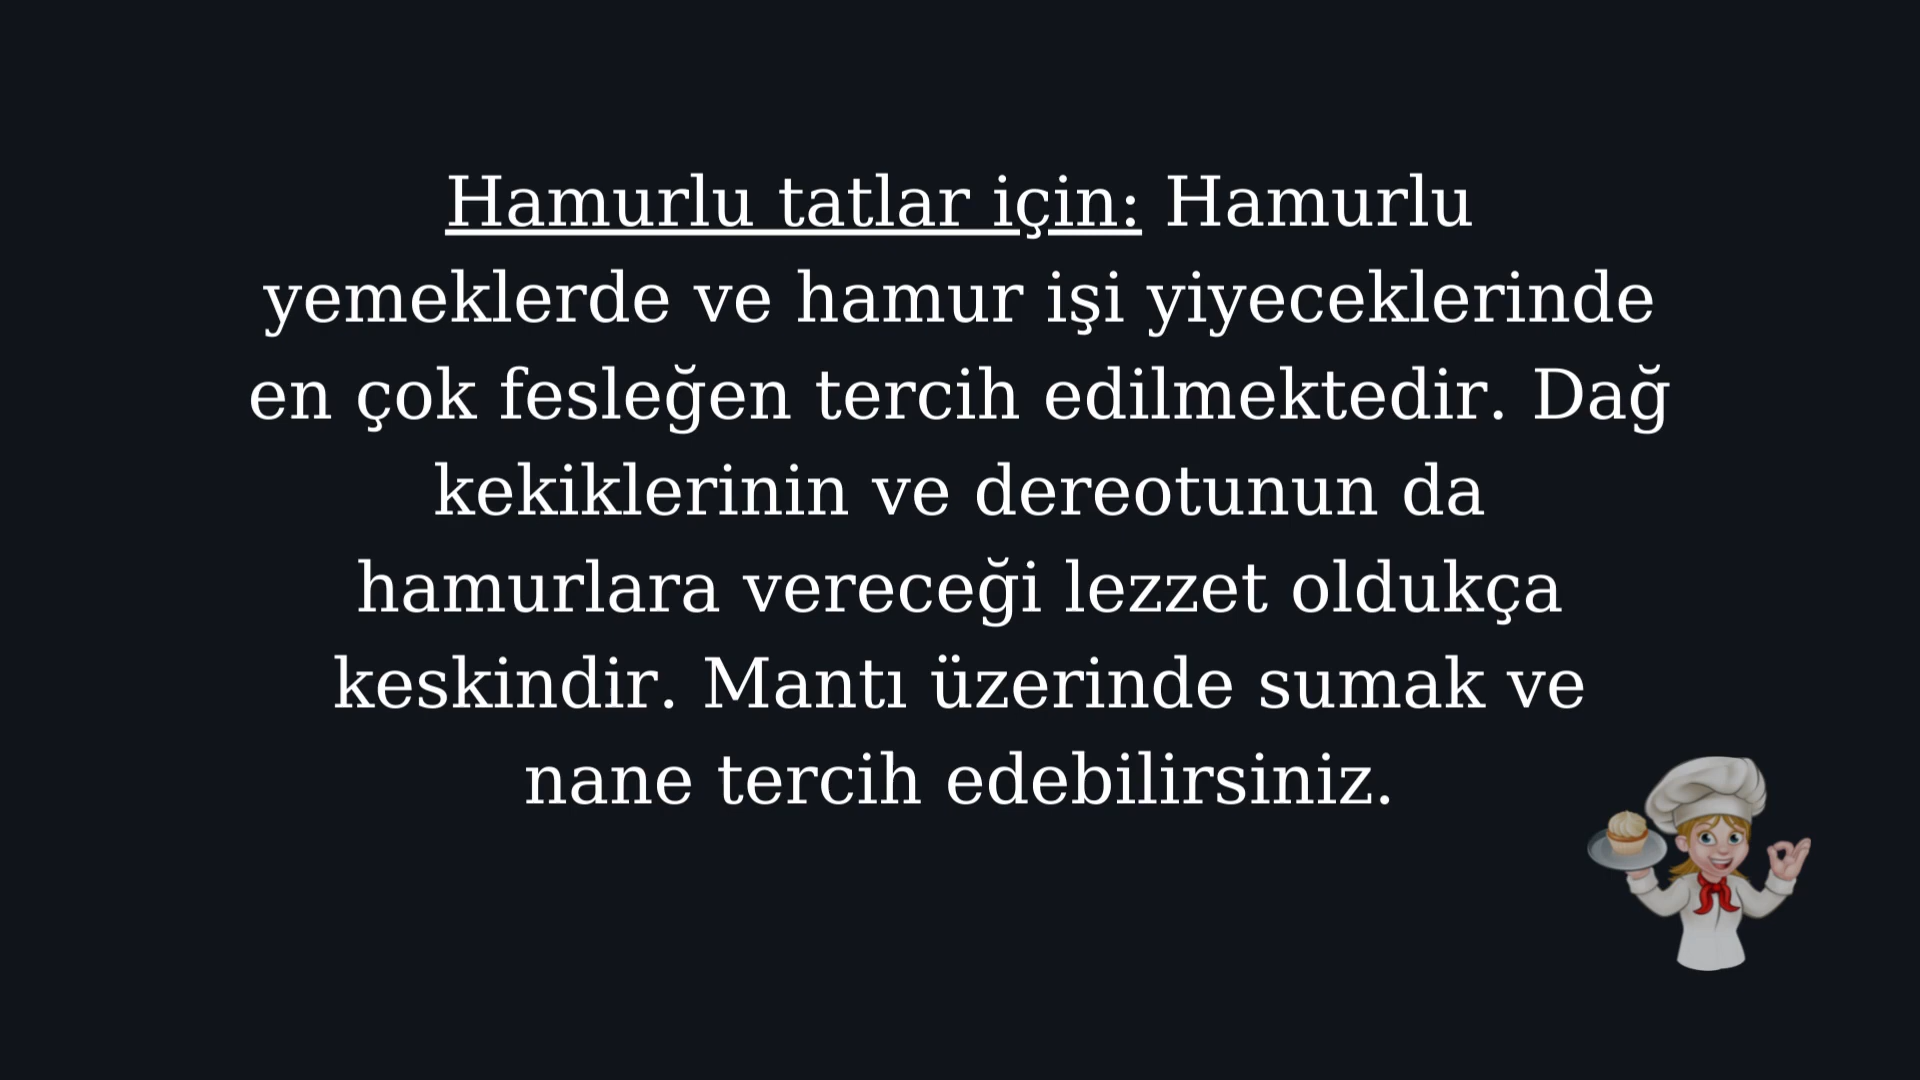 Hamurlu tatlar için: Hamurlu
yemeklerde ve hamur işi yiyeceklerinde
en çok fesleğen tercih edilmektedir. Dağ
kekiklerinin ve dereotunun da
hamurlara vereceği lezzet oldukça
keskindir. Mantı üzerinde sumak ve
nane tercih edebilirsiniz.